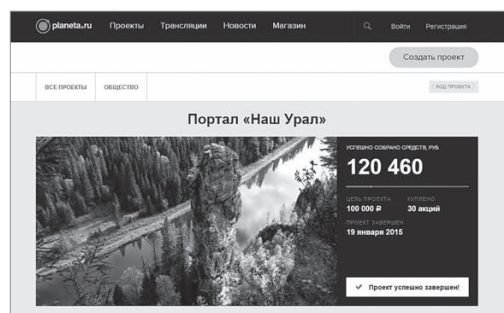 planeta.ru Проекты Трансляции Новости Магазин Войти Регистрация
Создать проект
ВСЕ ПРОЕКТЫ ОБЩЕСТВО КОД ПРОЕКТА
Портал «Наш Урал»
УСПЕШНО СОБРАНО СРЕДСТВ, РУБ
120 460
ЦЕЛЬ ПРОЕКТА КУПЛЕНО
100 000 ₽ 30 акций
ПРОЕКТ ЗАВЕРШЕН
19 января 2015
Проект успешно завершен!